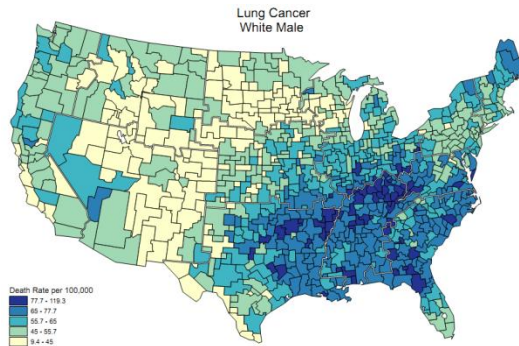 Lung Cancer
White Male
Death Rate per 100,000
77.7 - 119.3
65 - 77.7
55.7 - 65
45 - 55.7
9.4 - 45